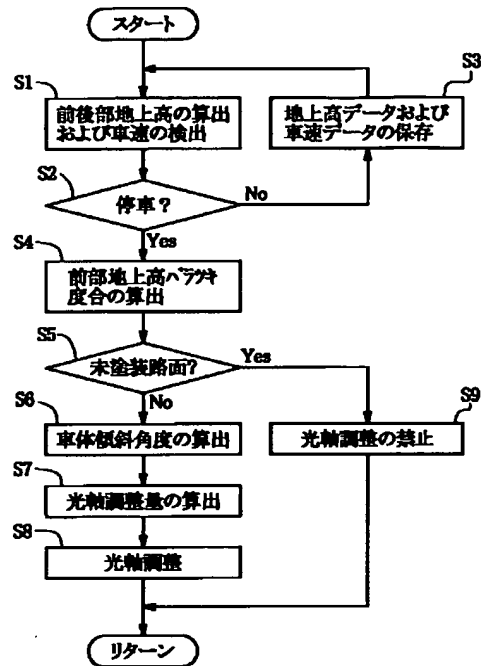 スタート
S1
前後部地上高の算出
および車速の検出
S3
地上高データおよび
車速データの保存
S2
停車?
No
Yes
S4
前部地上高バラツキ
度合の算出
S5
未塗装路面?
Yes
No
S6
車体傾斜角度の算出
S9
光軸調整の禁止
S7
光軸調整量の算出
S8
光軸調整
リターン